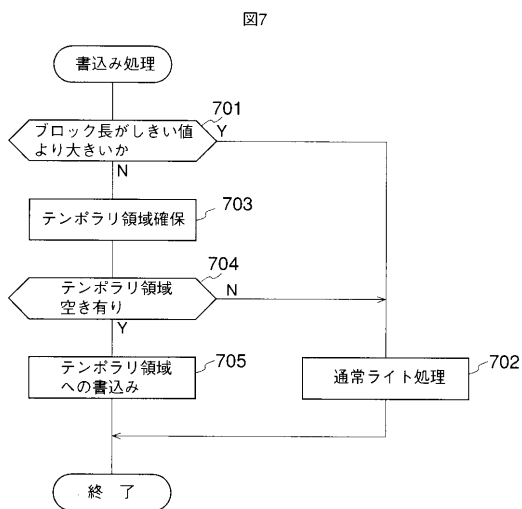 図7
書込み処理
701
ブロック長がしきい値
より大きいか
Y
N
703
テンポラリ領域確保
704
テンポラリ領域
空き有り
N
Y
705
テンポラリ領域
への書込み
702
通常ライト処理
終 了